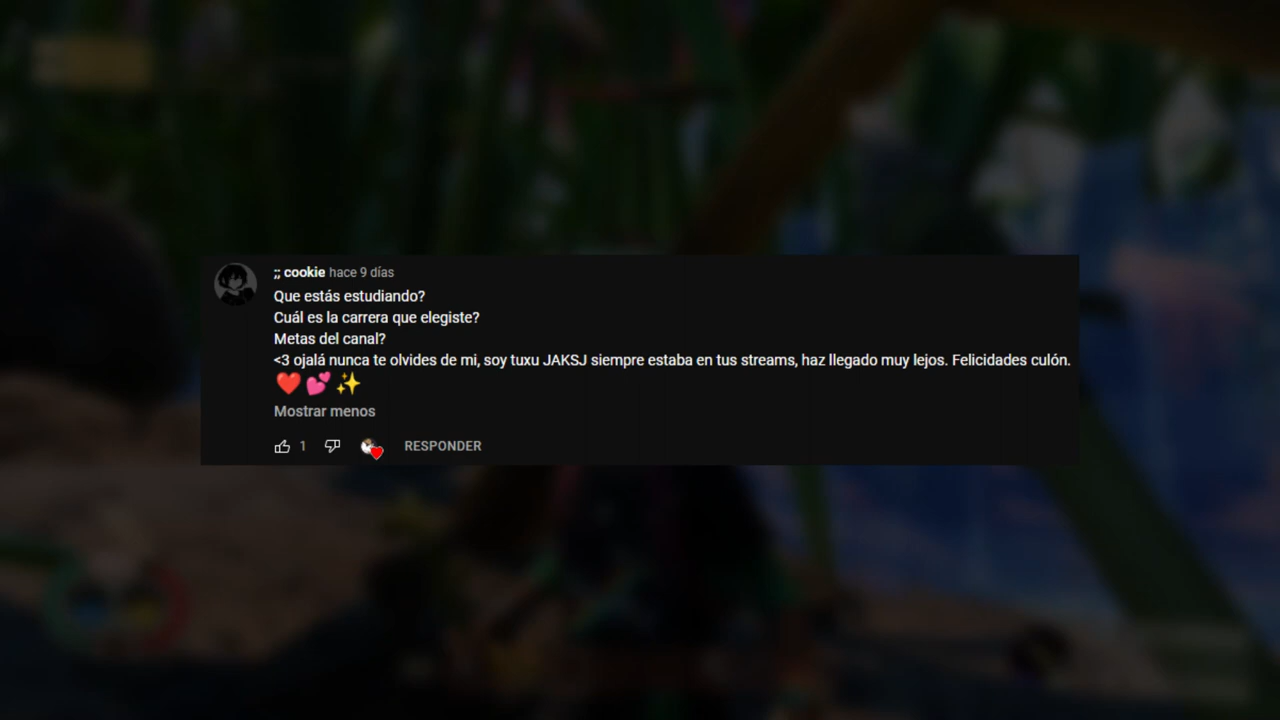 ;; cookie hace 9 días
Que estás estudiando?
Cuál es la carrera que elegiste?
Metas del canal?
<3 ojalá nunca te olvides de mi, soy tuxu JAKSJ siempre estaba en tus streams, haz llegado muy lejos. Felicidades culón.
❤️ 💕 ✨
Mostrar menos
1 RESPONDER